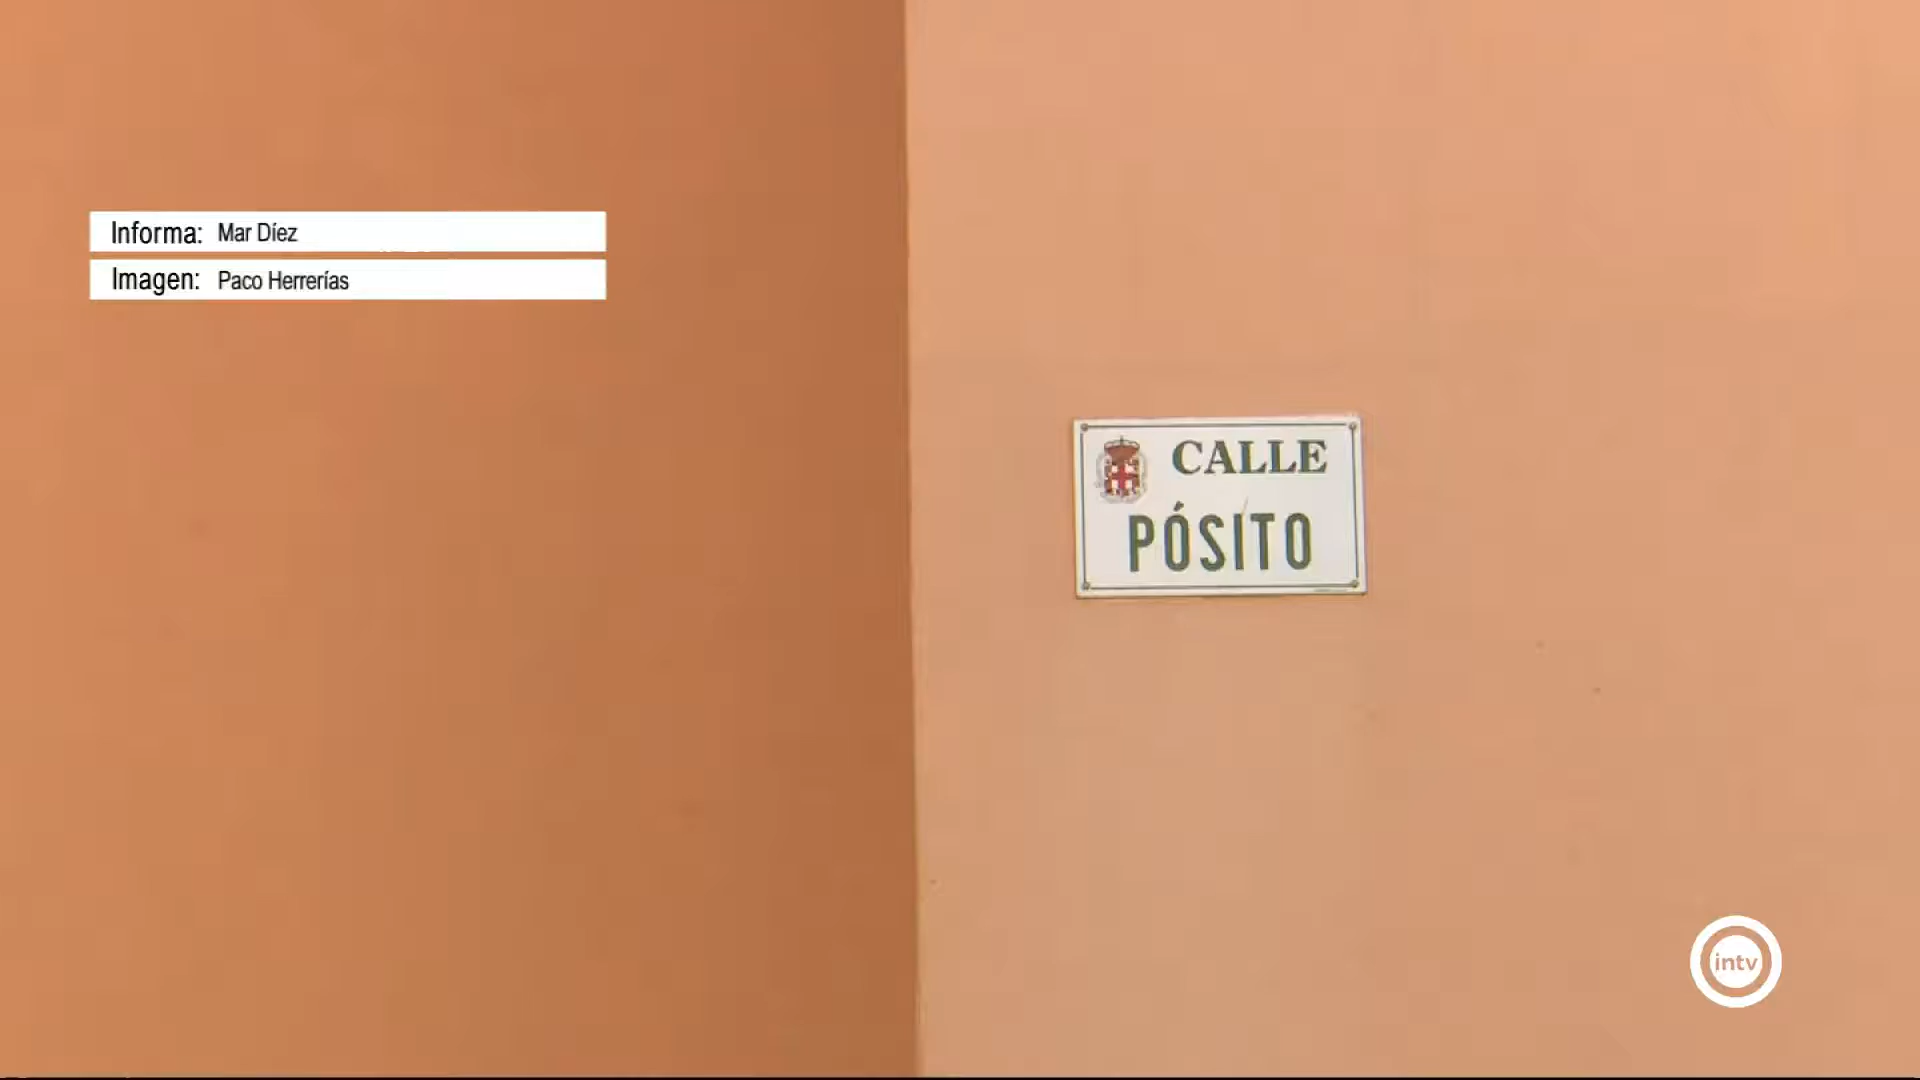 Informa: Mar Díez
Imagen: Paco Herrerías
CALLE
PÓSITO
intv